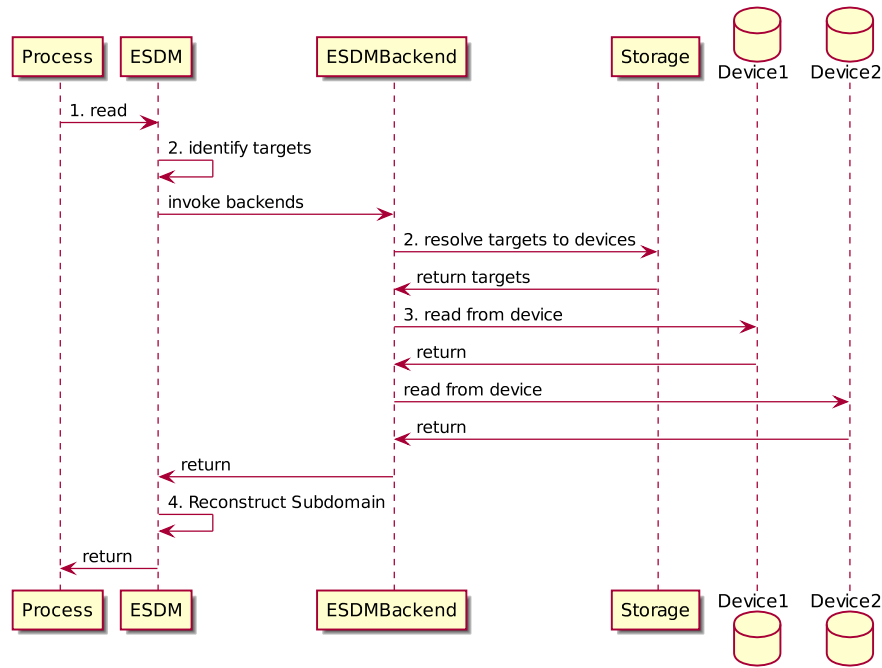 Process
ESDM
ESDMBackend
Storage
Device1
Device2
1. read
2. identify targets
invoke backends
2. resolve targets to devices
return targets
3. read from device
return
read from device
return
return
4. Reconstruct Subdomain
return
Process
ESDM
ESDMBackend
Storage
Device1
Device2